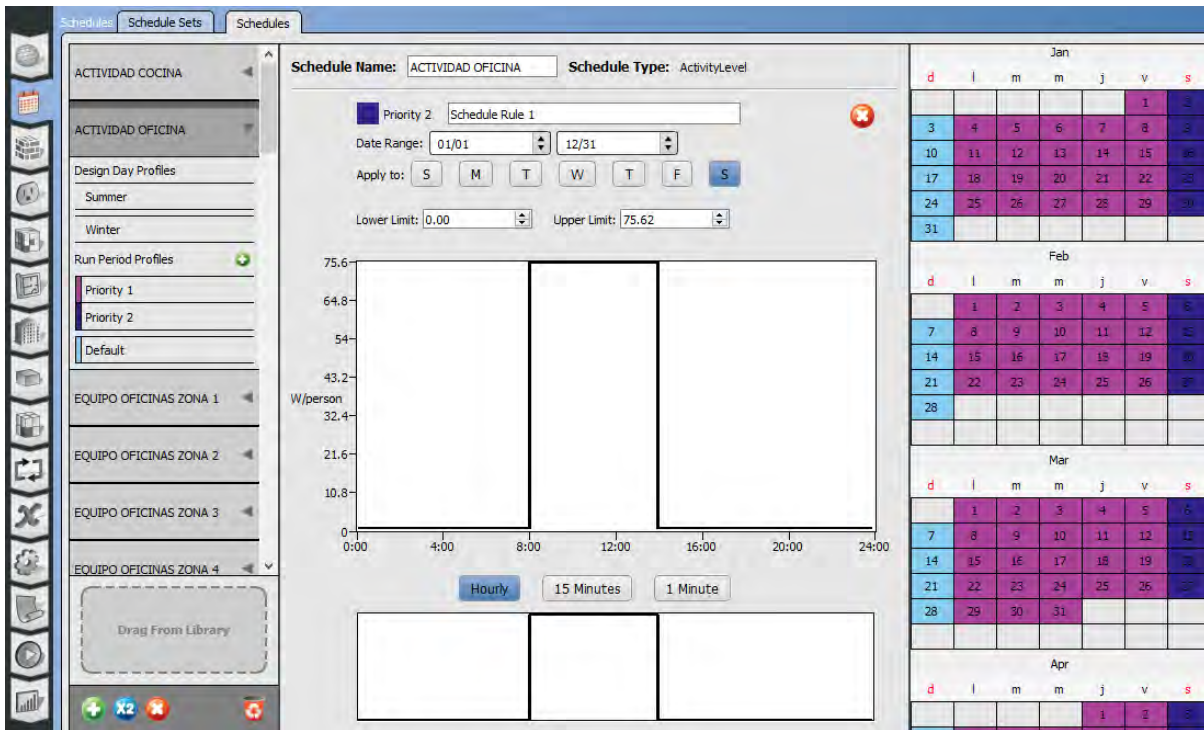 Schedules
Schedule Sets
Schedules
ACTIVIDAD COCINA
ACTIVIDAD OFICINA
Design Day Profiles
Summer
Winter
Run Period Profiles
Priority 1
Priority 2
Default
EQUIPO OFICINAS ZONA 1
EQUIPO OFICINAS ZONA 2
EQUIPO OFICINAS ZONA 3
EQUIPO OFICINAS ZONA 4
Drag From Library
X2
Schedule Name: ACTIVIDAD OFICINA Schedule Type: ActivityLevel
Priority 2 Schedule Rule 1
Date Range: 01/01 12/31
Apply to: S M T W T F S
Lower Limit: 0.00 Upper Limit: 75.62
75.6
64.8
54
43.2
W/person
32.4
21.6
10.8
0
0:00 4:00 8:00 12:00 16:00 20:00 24:00
Hourly 15 Minutes 1 Minute
Jan
d l m m j v s
1
3 4 5 6 7 8
10 11 12 13 14 15
17 18 19 20 21 22
24 25 26 27 28 29
31
Feb
d l m m j v s
1 2 3 4 5
7 8 9 10 11 12
14 15 16 17 18 19
21 22 23 24 25 26
28
Mar
d l m m j v s
1 2 3 4 5
7 8 9 10 11 12
14 15 16 17 18 19
21 22 23 24 25 26
28 29 30 31
Apr
d l m m j v s
1 2